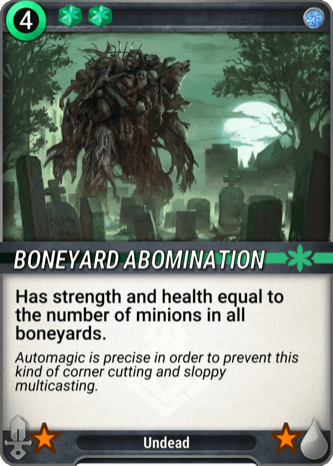 4
BONEYARD ABOMINATION
Has strength and health equal to
the number of minions in all
boneyards.
Automagic is precise in order to prevent this
kind of corner cutting and sloppy
multicasting.
Undead